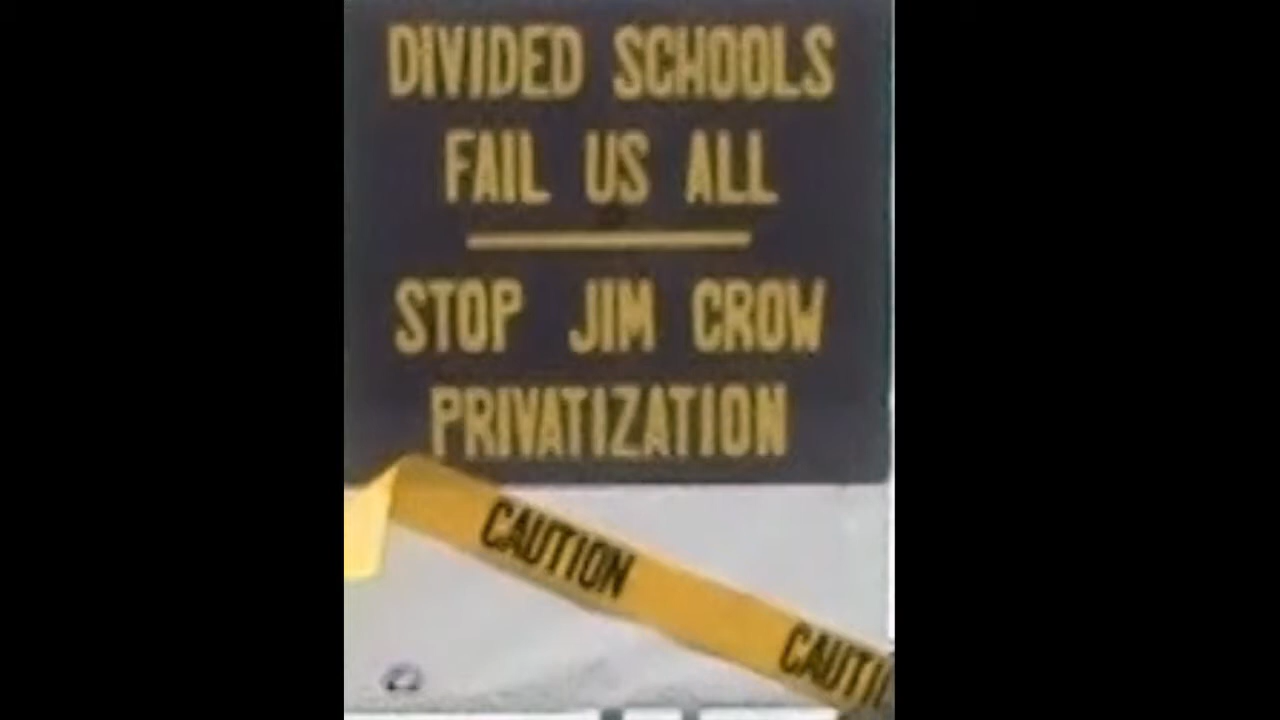 DIVIDED SCHOOLS
FAIL US ALL
STOP JIM CROW
PRIVATIZATION
CAUTION
CAUTI